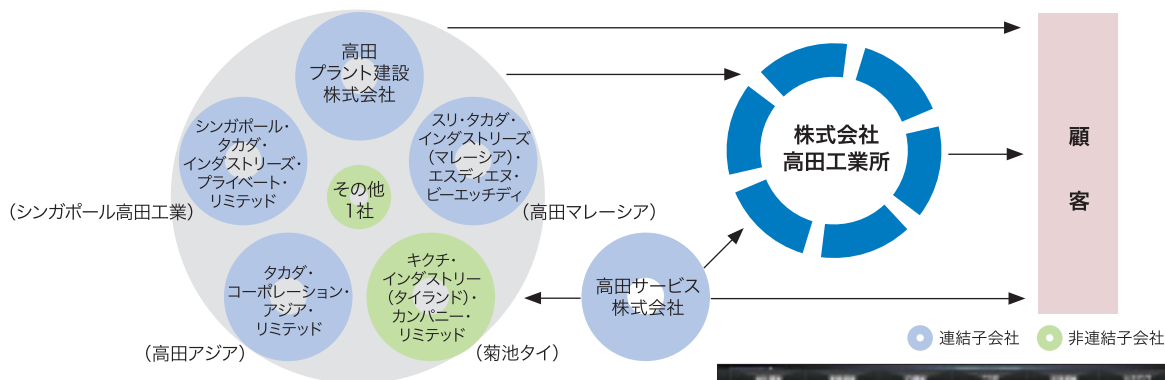 高田
プラント建設
株式会社
シンガポール・
タカダ・
インダストリーズ・
プライベート・
リミテッド
(シンガポール高田工業)
スリ・タカダ・
インダストリーズ
(マレーシア)・
エスディエヌ・
ビーエッチディ
(高田マレーシア)
その他
1社
タカダ・
コーポレーション・
アジア・
リミテッド
(高田アジア)
キクチ・
インダストリー
(タイランド)・
カンパニー・
リミテッド
(菊池タイ)
高田サービス
株式会社
株式会社
高田工業所
顧客
連結子会社
非連結子会社